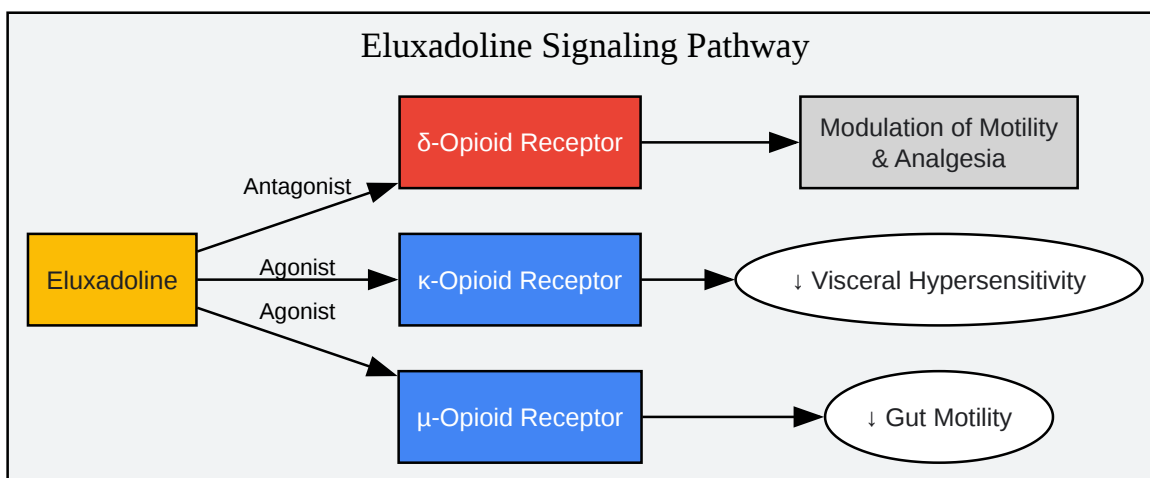 Eluxadoline Signaling Pathway
δ-Opioid Receptor
Modulation of Motility
& Analgesia
Antagonist
Eluxadoline
Agonist
κ-Opioid Receptor
↓ Visceral Hypersensitivity
Agonist
µ-Opioid Receptor
↓ Gut Motility